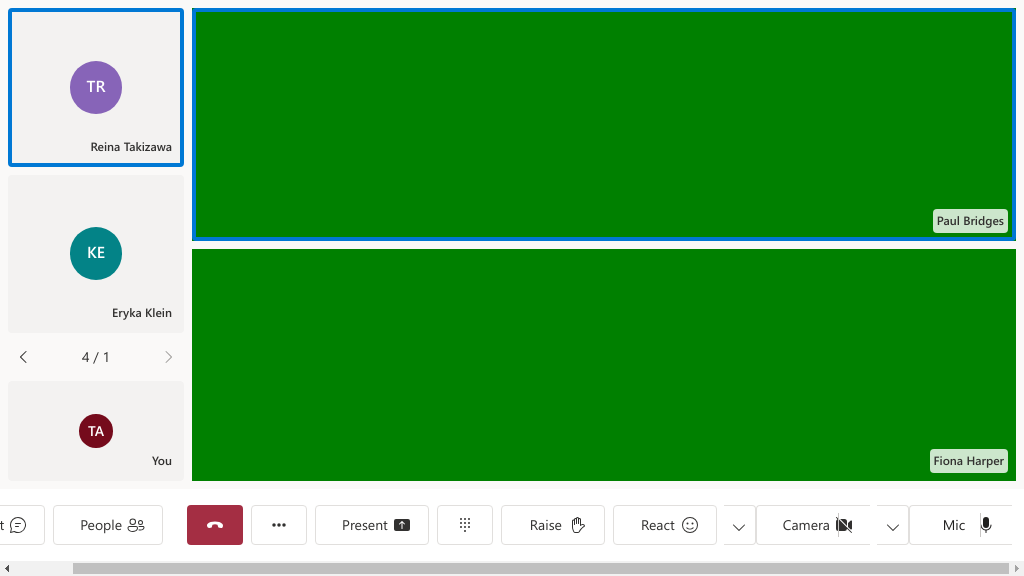 TR
Reina Takizawa
KE
Eryka Klein
4 / 1
TA
You
Paul Bridges
Fiona Harper
t
People
Present
Raise
React
Camera
Mic